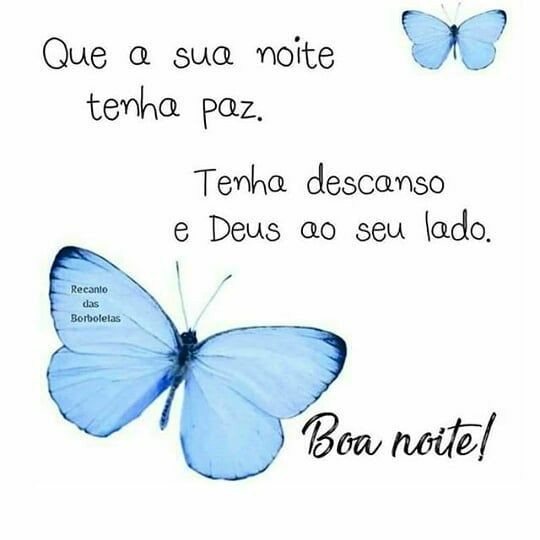 Que a sua noite
tenha paz.
Tenha descanso
e Deus ao seu lado.
Recanto
das
Borboletas
Boa noite!